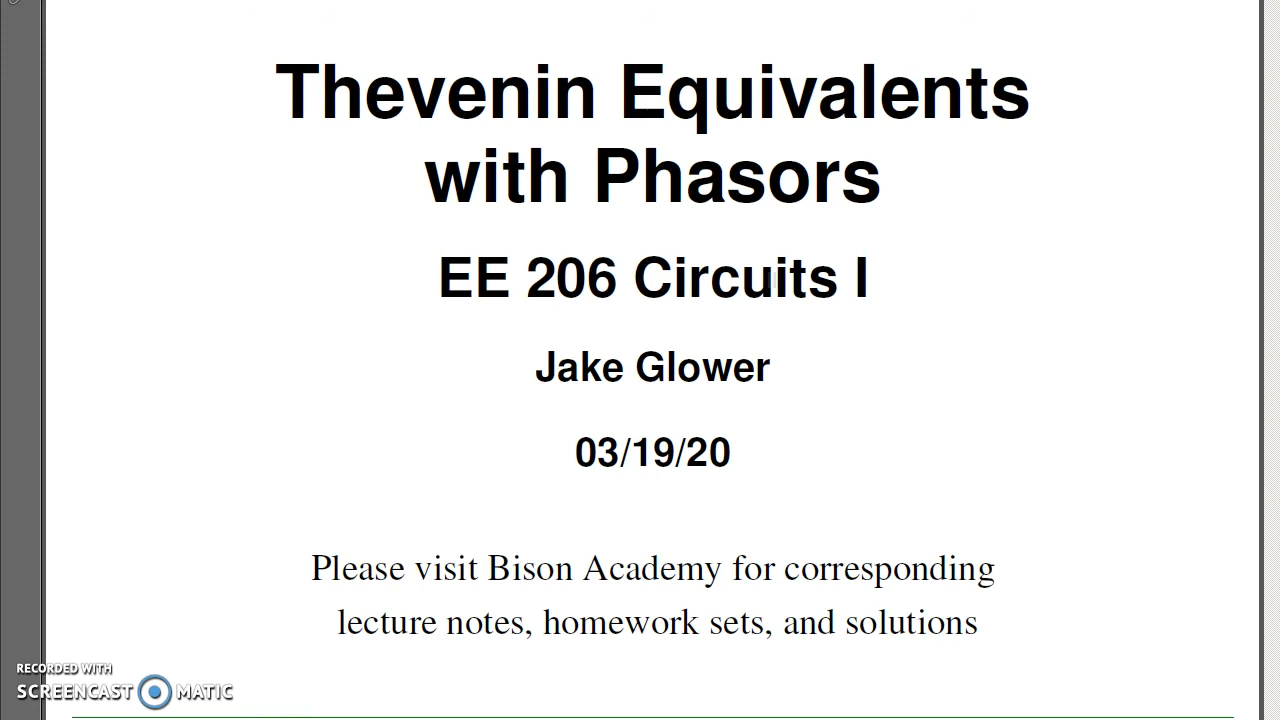 Thevenin Equivalents
with Phasors
EE 206 Circuits I
Jake Glower
03/19/20
Please visit Bison Academy for corresponding
lecture notes, homework sets, and solutions
RECORDED WITH
SCREENCAST MATIC